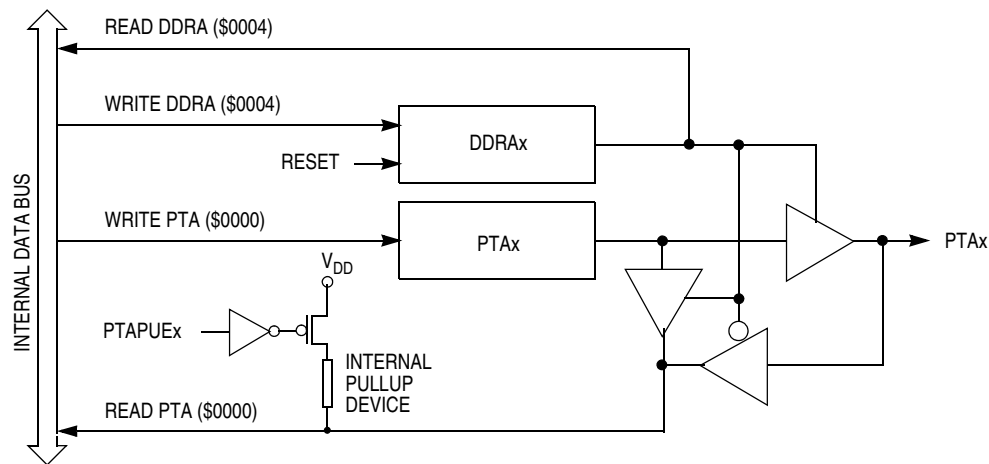 READ DDRA ($0004)
WRITE DDRA ($0004)
DDRAx
RESET
INTERNAL DATA BUS
WRITE PTA ($0000)
PTAx
PTAx
VDD
PTAPUEx
INTERNAL
PULLUP
DEVICE
READ PTA ($0000)